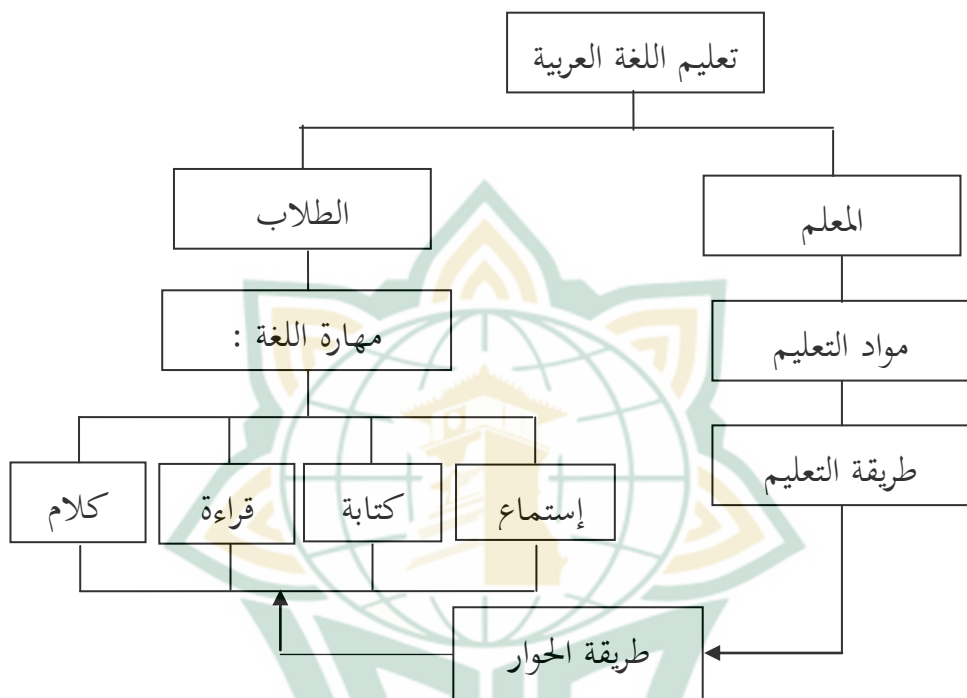 تعليم اللغة العربية
المعلم
الطلاب
مواد التعليم
مهارة اللغة :
طريقة التعليم
إستماع
كتابة
قراءة
كلام
طريقة الحوار